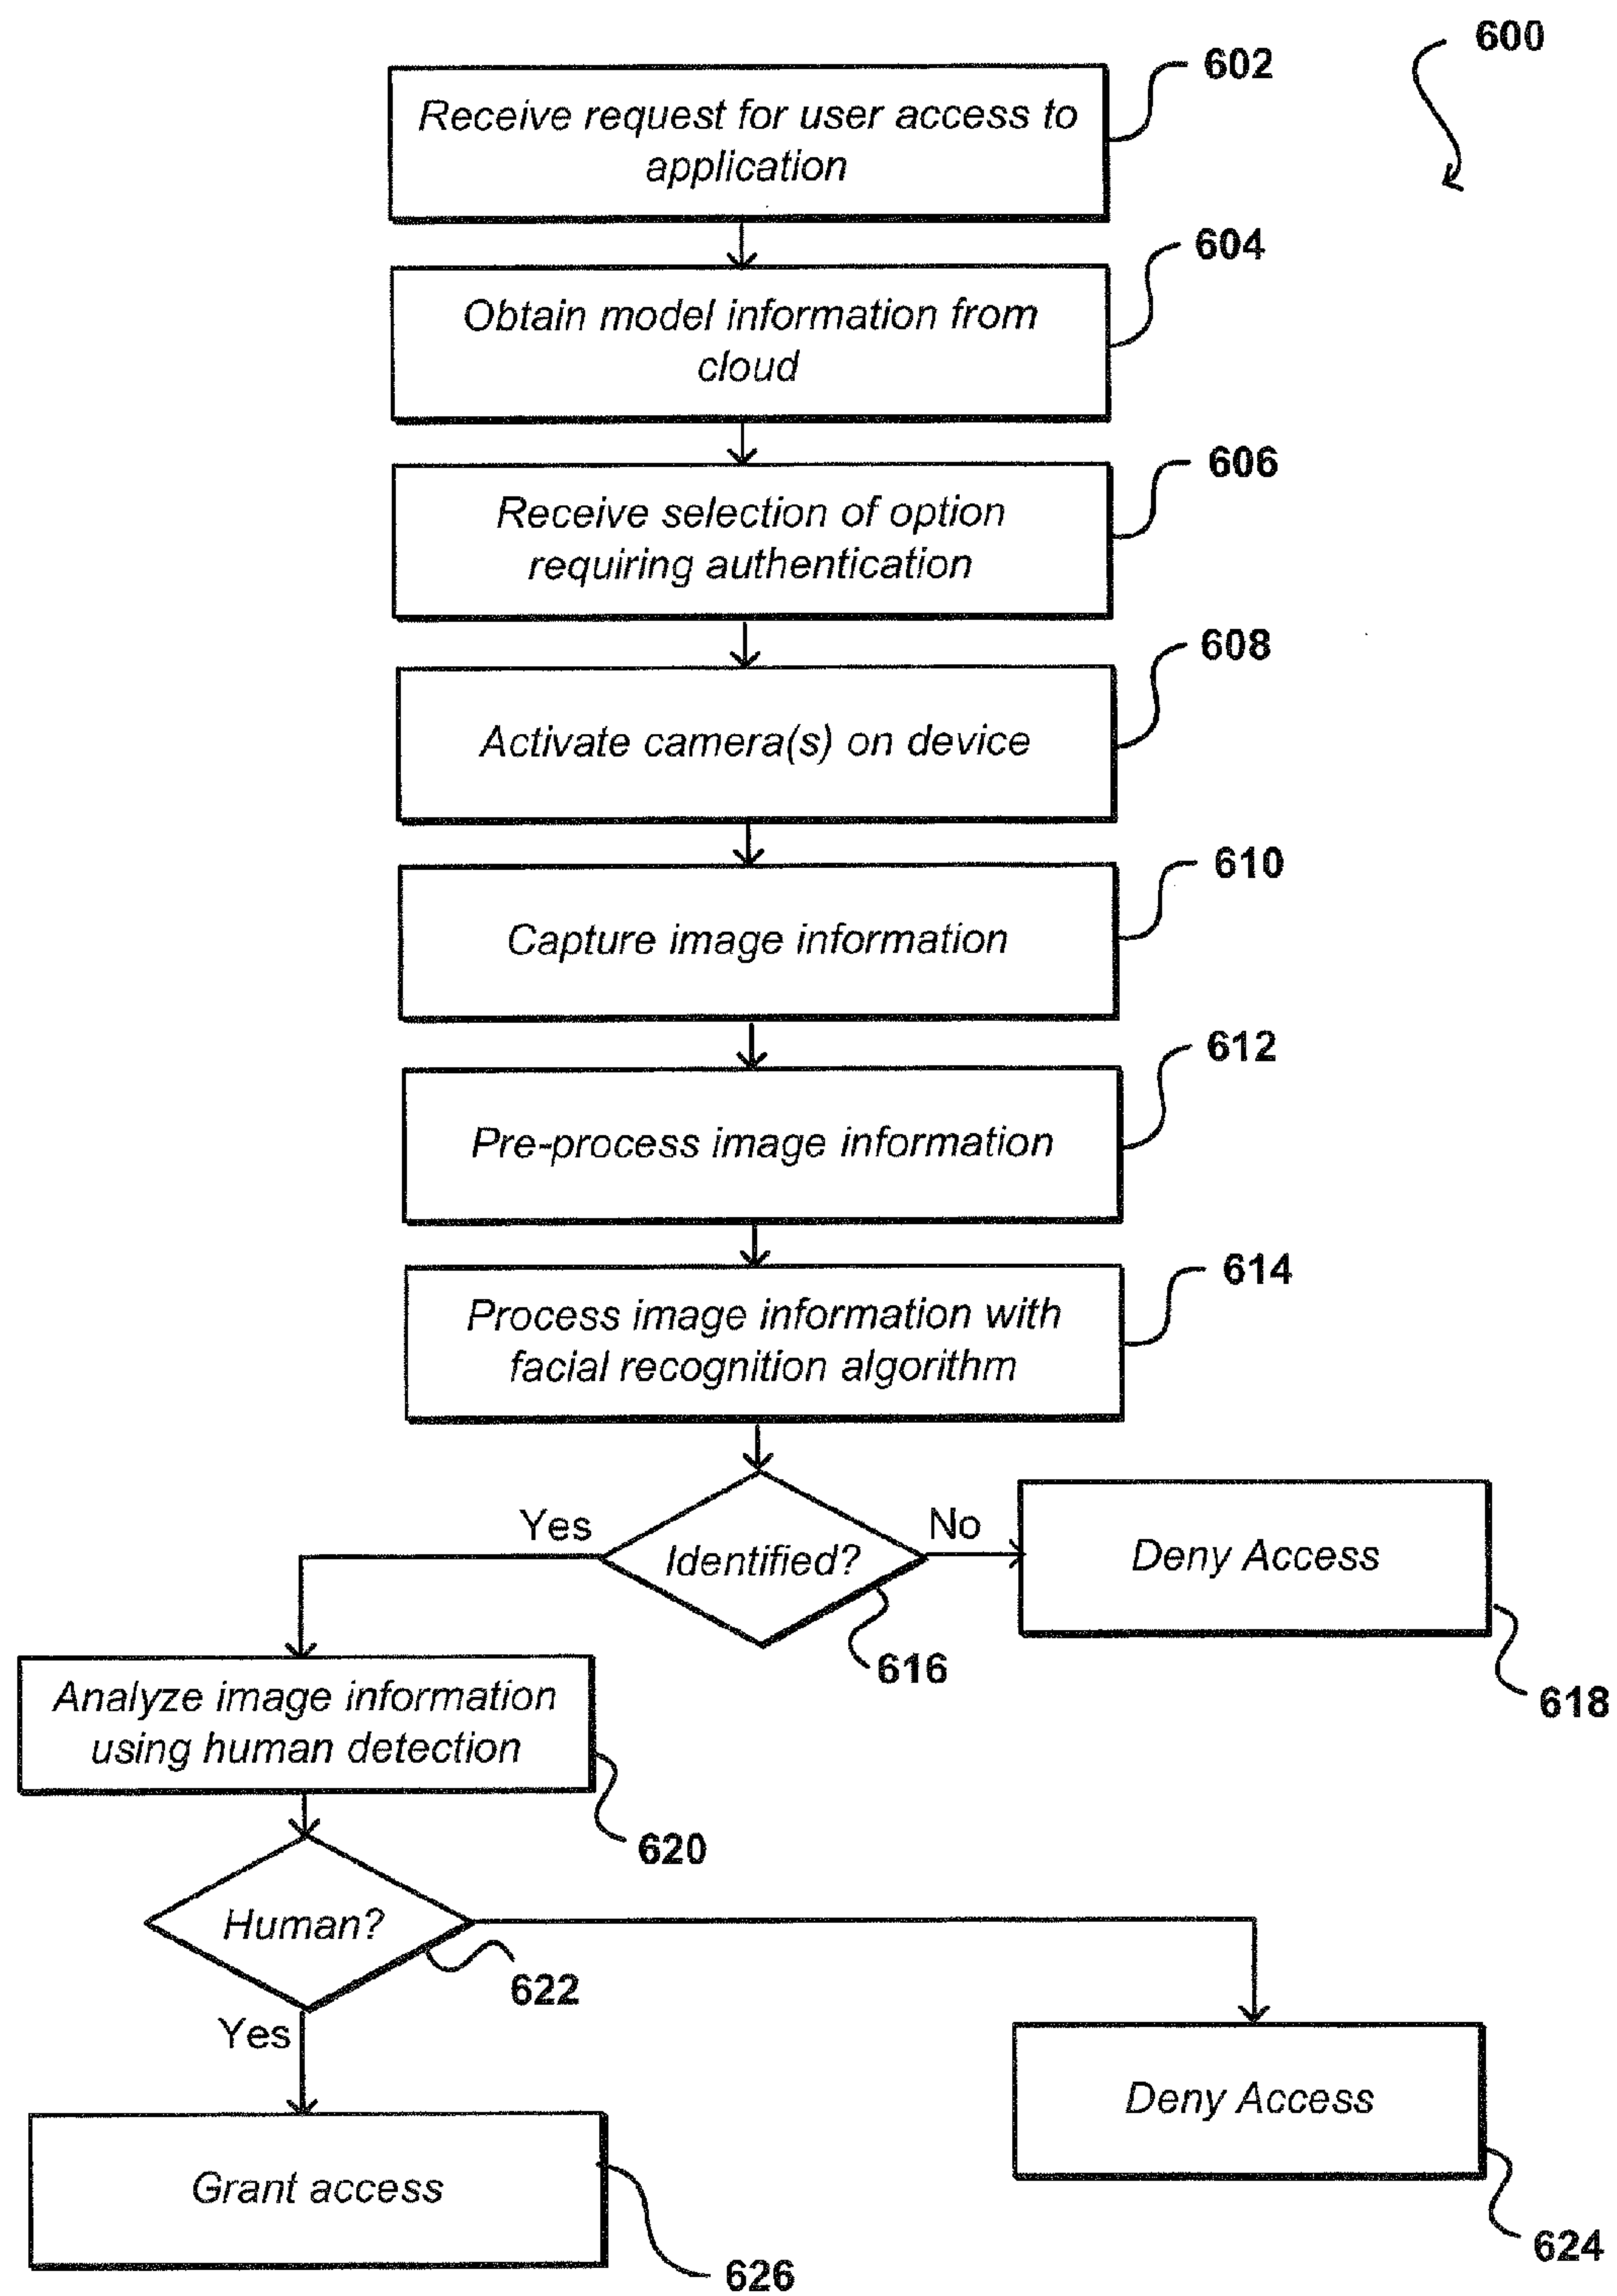 600
602
Receive request for user access to
application
604
Obtain model information from
cloud
606
Receive selection of option
requiring authentication
608
Activate camera(s) on device
610
Capture image information
612
Pre-process image information
614
Process image information with
facial recognition algorithm
Yes
No
Identified?
Deny Access
616
618
Analyze image information
using human detection
620
Human?
622
Yes
Deny Access
Grant access
624
626